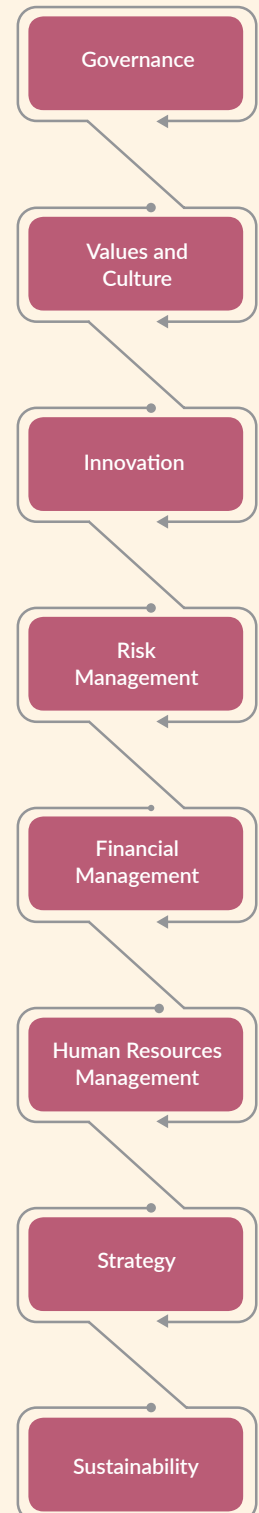 Governance
Values and
Culture
Innovation
Risk
Management
Financial
Management
Human Resources
Management
Strategy
Sustainability